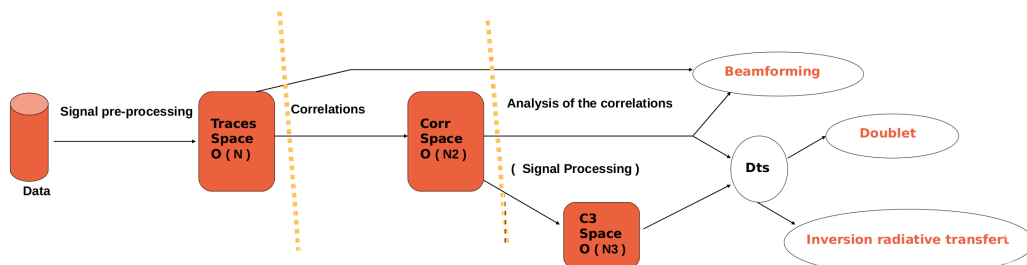 Beamforming
Signal pre-processing
Correlations
Analysis of the correlations
Traces
Space
O ( N )
Corr
Space
O ( N2 )
Doublet
( Signal Processing )
Dts
Data
C3
Space
O ( N3 )
Inversion radiative transfert